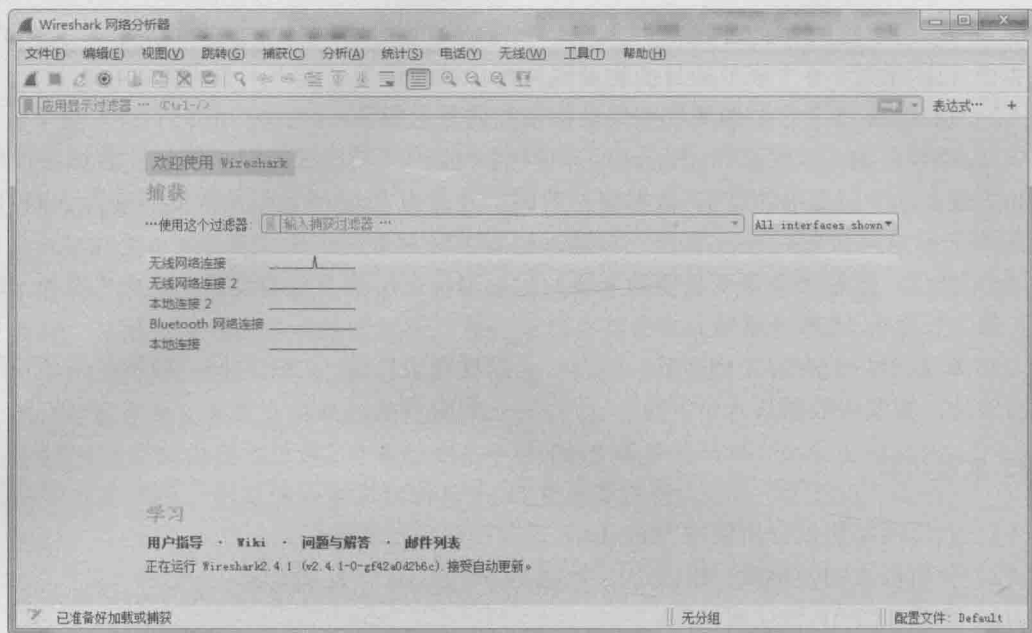 Wireshark 网络分析器
文件(F) 编辑(E) 视图(V) 跳转(G) 捕获(C) 分析(A) 统计(S) 电话(Y) 无线(W) 工具(T) 帮助(H)
应用显示过滤器 … <Ctrl-/> 表达式… +
欢迎使用 Wireshark
捕获
…使用这个过滤器: 输入捕获过滤器 … All interfaces shown
无线网络连接
无线网络连接 2
本地连接 2
Bluetooth 网络连接
本地连接
学习
用户指导 · Wiki · 问题与解答 · 邮件列表
正在运行 Wireshark2.4.1 (v2.4.1-0-gf42a0d2b6c).接受自动更新。
已准备好加载或捕获 无分组 配置文件: Default